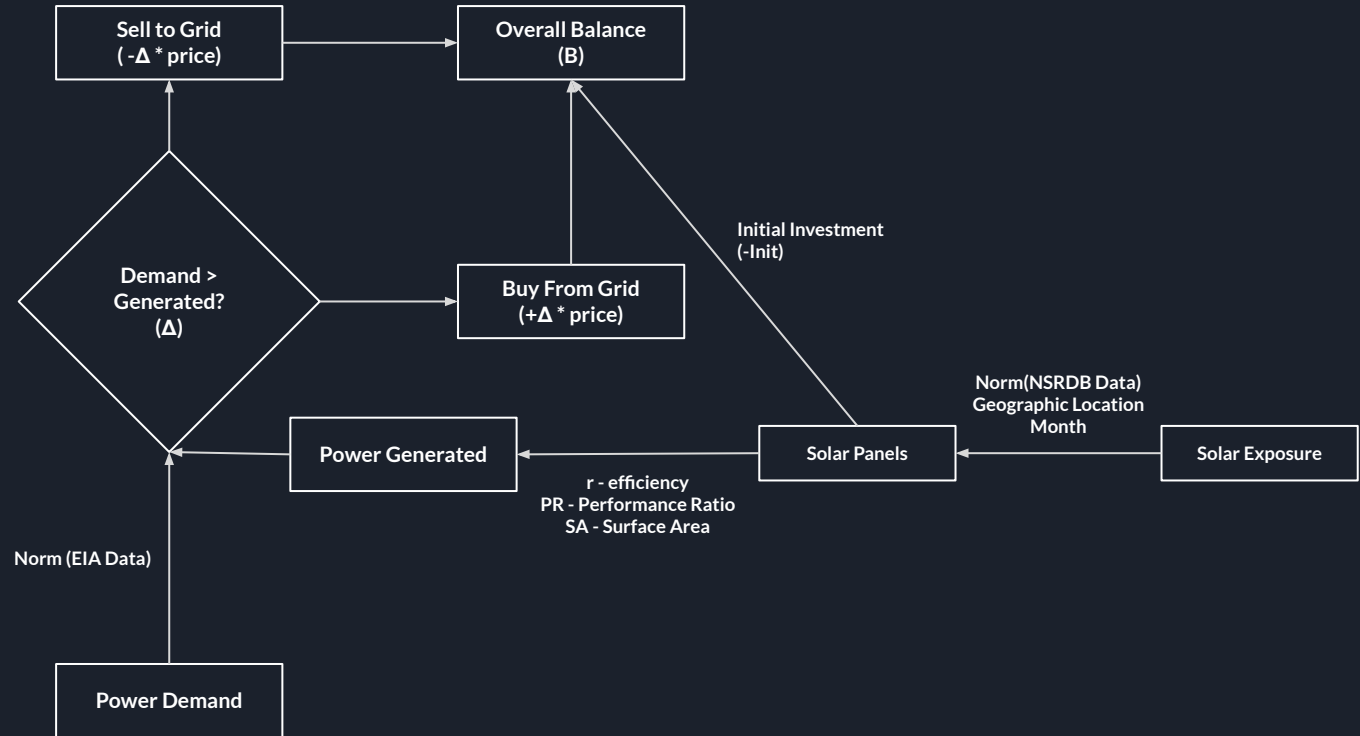 Sell to Grid
( -Δ * price)
Overall Balance
(B)
Initial Investment
(-Init)
Demand >
Generated?
(Δ)
Buy From Grid
(+Δ * price)
Norm(NSRDB Data)
Geographic Location
Month
Power Generated
Solar Panels
Solar Exposure
r - efficiency
PR - Performance Ratio
SA - Surface Area
Norm (EIA Data)
Power Demand